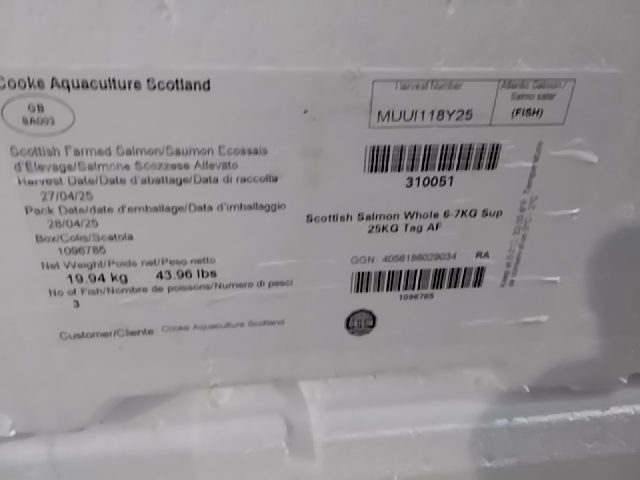 Cooke Aquaculture Scotland
GB
SA003
Harvest Number
MUUI118Y25
Atlantic Salmon/
Salmo salar
(FISH)
Scottish Farmed Salmon/Saumon Ecossais
d'Elevage/Salmone Scozzese Allevato
Harvest Date/Date d'abattage/Data di raccolta
27/04/25
Pack Date/date d'emballage/Data d'imballaggio
28/04/25
Box/Colis/Scatola
1096785
Net Weight/Poids net/Peso netto
19.94 kg 43.96 lbs
No of Fish/Nombre de poissons/Numero di pesci
3
Customer/Cliente Cooke Aquaculture Scotland
310051
Scottish Salmon Whole 6-7KG Sup
25KG Tag AF
GGN: 4056186029034 RA
1096785